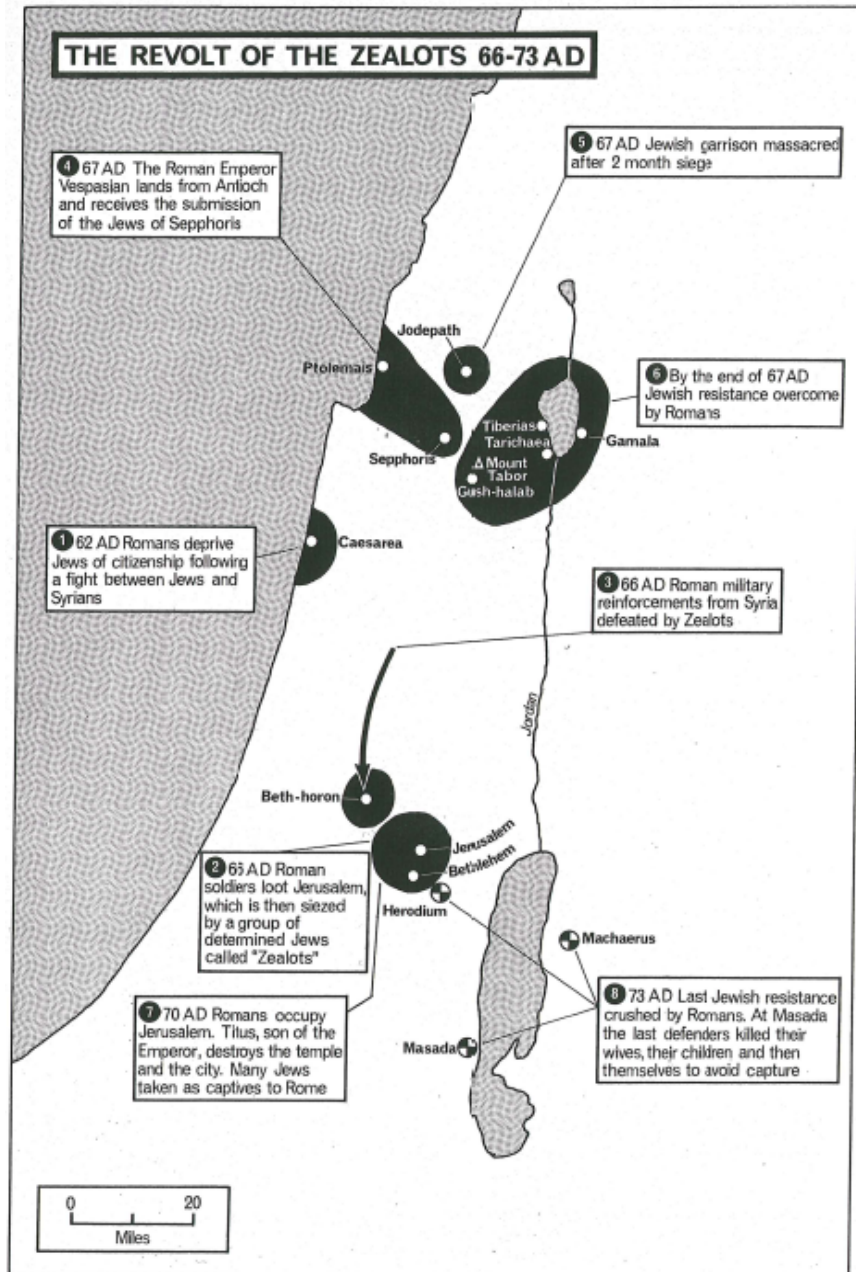 THE REVOLT OF THE ZEALOTS 66-73 AD
4 67 AD The Roman Emperor
Vespasian lands from Antioch
and receives the submission
of the Jews of Sepphoris
5 67 AD Jewish garrison massacred
after 2 month siege
Jodepath
Ptolemais
6 By the end of 67 AD
Jewish resistance overcome
by Romans
Tiberias
Tarichaea
Gamala
Sepphoris
Mount
Tabor
Gush-halab
1 62 AD Romans deprive
Jews of citizenship following
a fight between Jews and
Syrians
Caesarea
3 66 AD Roman military
reinforcements from Syria
defeated by Zealots
Jordan
Beth-horon
Jerusalem
Bethlehem
2 66 AD Roman
soldiers loot Jerusalem,
which is then siezed
by a group of
determined Jews
called "Zealots"
Herodium
Machaerus
7 70 AD Romans occupy
Jerusalem. Titus, son of the
Emperor, destroys the temple
and the city. Many Jews
taken as captives to Rome
Masada
8 73 AD Last Jewish resistance
crushed by Romans. At Masada
the last defenders killed their
wives, their children and then
themselves to avoid capture
0 20
Miles